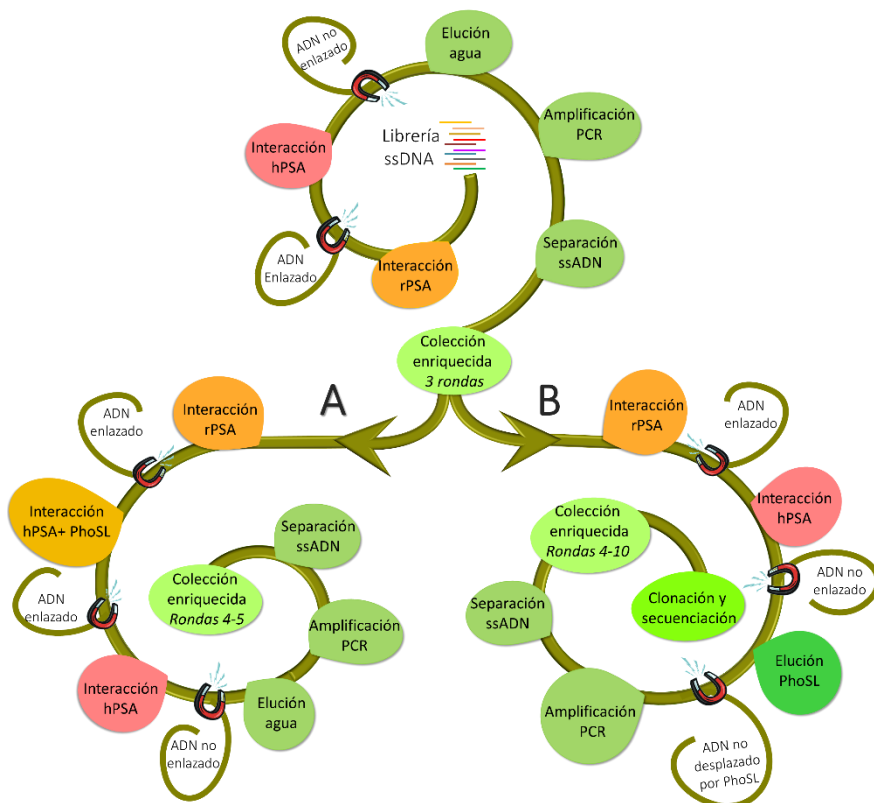 ADN no
enlazado
Elución
agua
Amplificación
PCR
Interacción
hPSA
Librería
ssDNA
ADN
Enlazado
Interacción
rPSA
Separación
ssADN
Colección
enriquecida
3 rondas
A
B
ADN
enlazado
Interacción
rPSA
Interacción
hPSA+ PhoSL
ADN
enlazado
Interacción
hPSA
ADN no
enlazado
Elución
agua
Amplificación
PCR
Separación
ssADN
Colección
enriquecida
Rondas 4-5
Interacción
rPSA
ADN
enlazado
Interacción
hPSA
ADN no
enlazado
Elución
PhoSL
ADN no
desplazado
por PhoSL
Amplificación
PCR
Separación
ssADN
Colección
enriquecida
Rondas 4-10
Clonación y
secuenciación